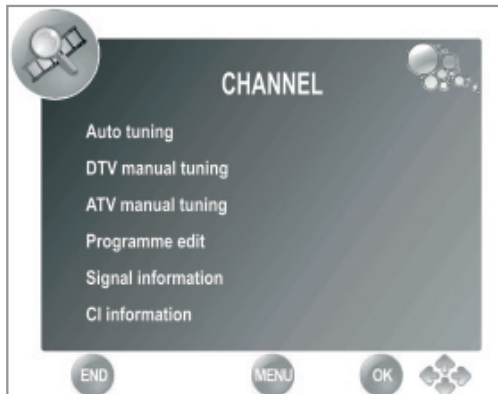 CHANNEL
Auto tuning
DTV manual tuning
ATV manual tuning
Programme edit
Signal information
CI information
END MENU OK